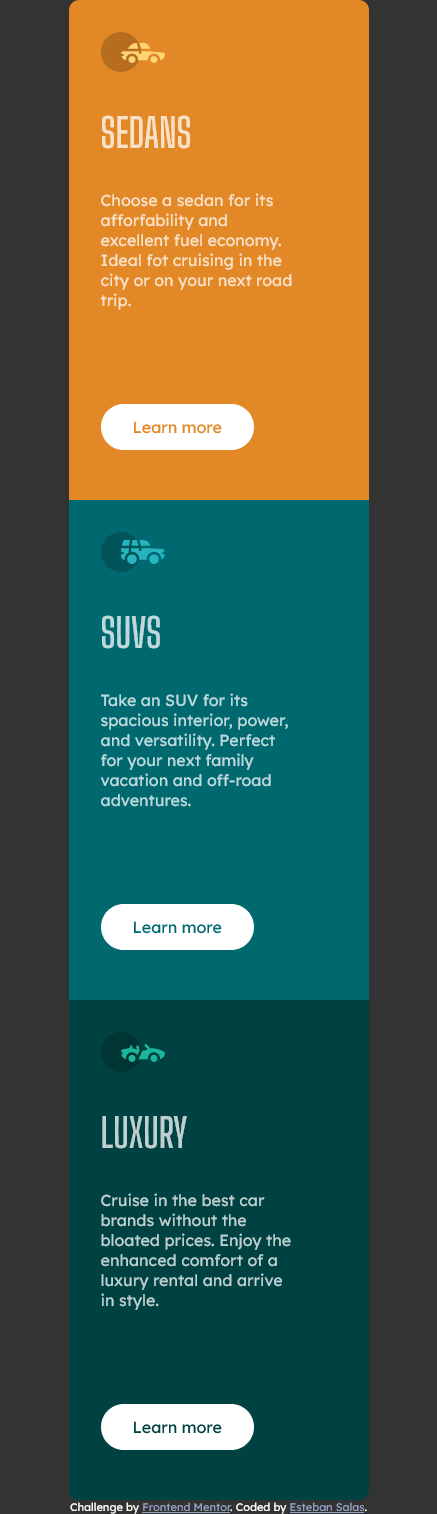 SEDANS
Choose a sedan for its
afforfability and
excellent fuel economy.
Ideal fot cruising in the
city or on your next road
trip.
Learn more
SUVS
Take an SUV for its
spacious interior, power,
and versatility. Perfect
for your next family
vacation and off-road
adventures.
Learn more
LUXURY
Cruise in the best car
brands without the
bloated prices. Enjoy the
enhanced comfort of a
luxury rental and arrive
in style.
Learn more
Challenge by Frontend Mentor. Coded by Esteban Salas.